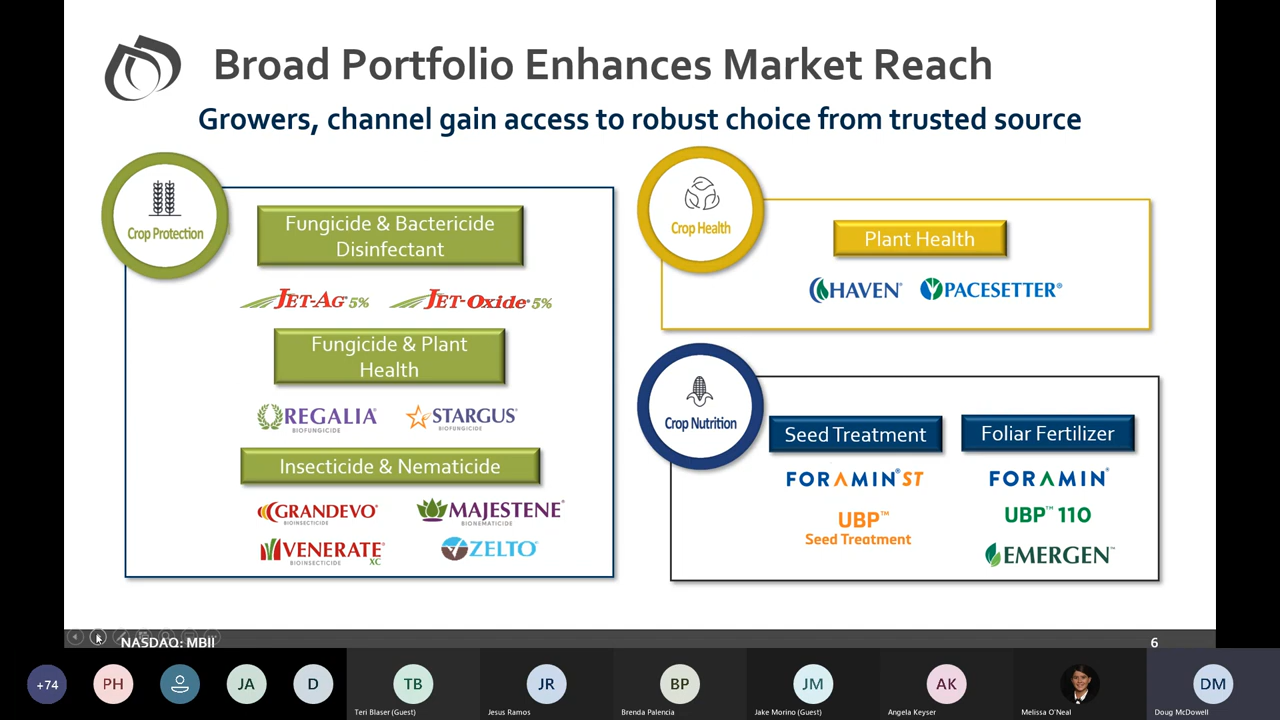 Broad Portfolio Enhances Market Reach
Growers, channel gain access to robust choice from trusted source
Crop Protection
Fungicide & Bactericide
Disinfectant
JET-AG® 5%
JET-OXIDE® 5%
Fungicide & Plant
Health
REGALIA®
BIOFUNGICIDE
STARGUS®
BIOFUNGICIDE
Insecticide & Nematicide
GRANDEVO®
BIOINSECTICIDE
MAJESTENE®
BIONEMATICIDE
VENERATE®
XC
BIOINSECTICIDE
ZELTO®
Crop Health
Plant Health
HAVEN®
PACESETTER®
Crop Nutrition
Seed Treatment
FORAMIN® ST
UBP™
Seed Treatment
Foliar Fertilizer
FORAMIN®
UBP™ 110
EMERGEN™
NASDAQ: MBII
6
+74
PH
JA
D
TB
Teri Blaser (Guest)
JR
Jesus Ramos
BP
Brenda Palencia
JM
Jake Morino (Guest)
AK
Angela Keyser
Melissa O'Neal
DM
Doug McDowell